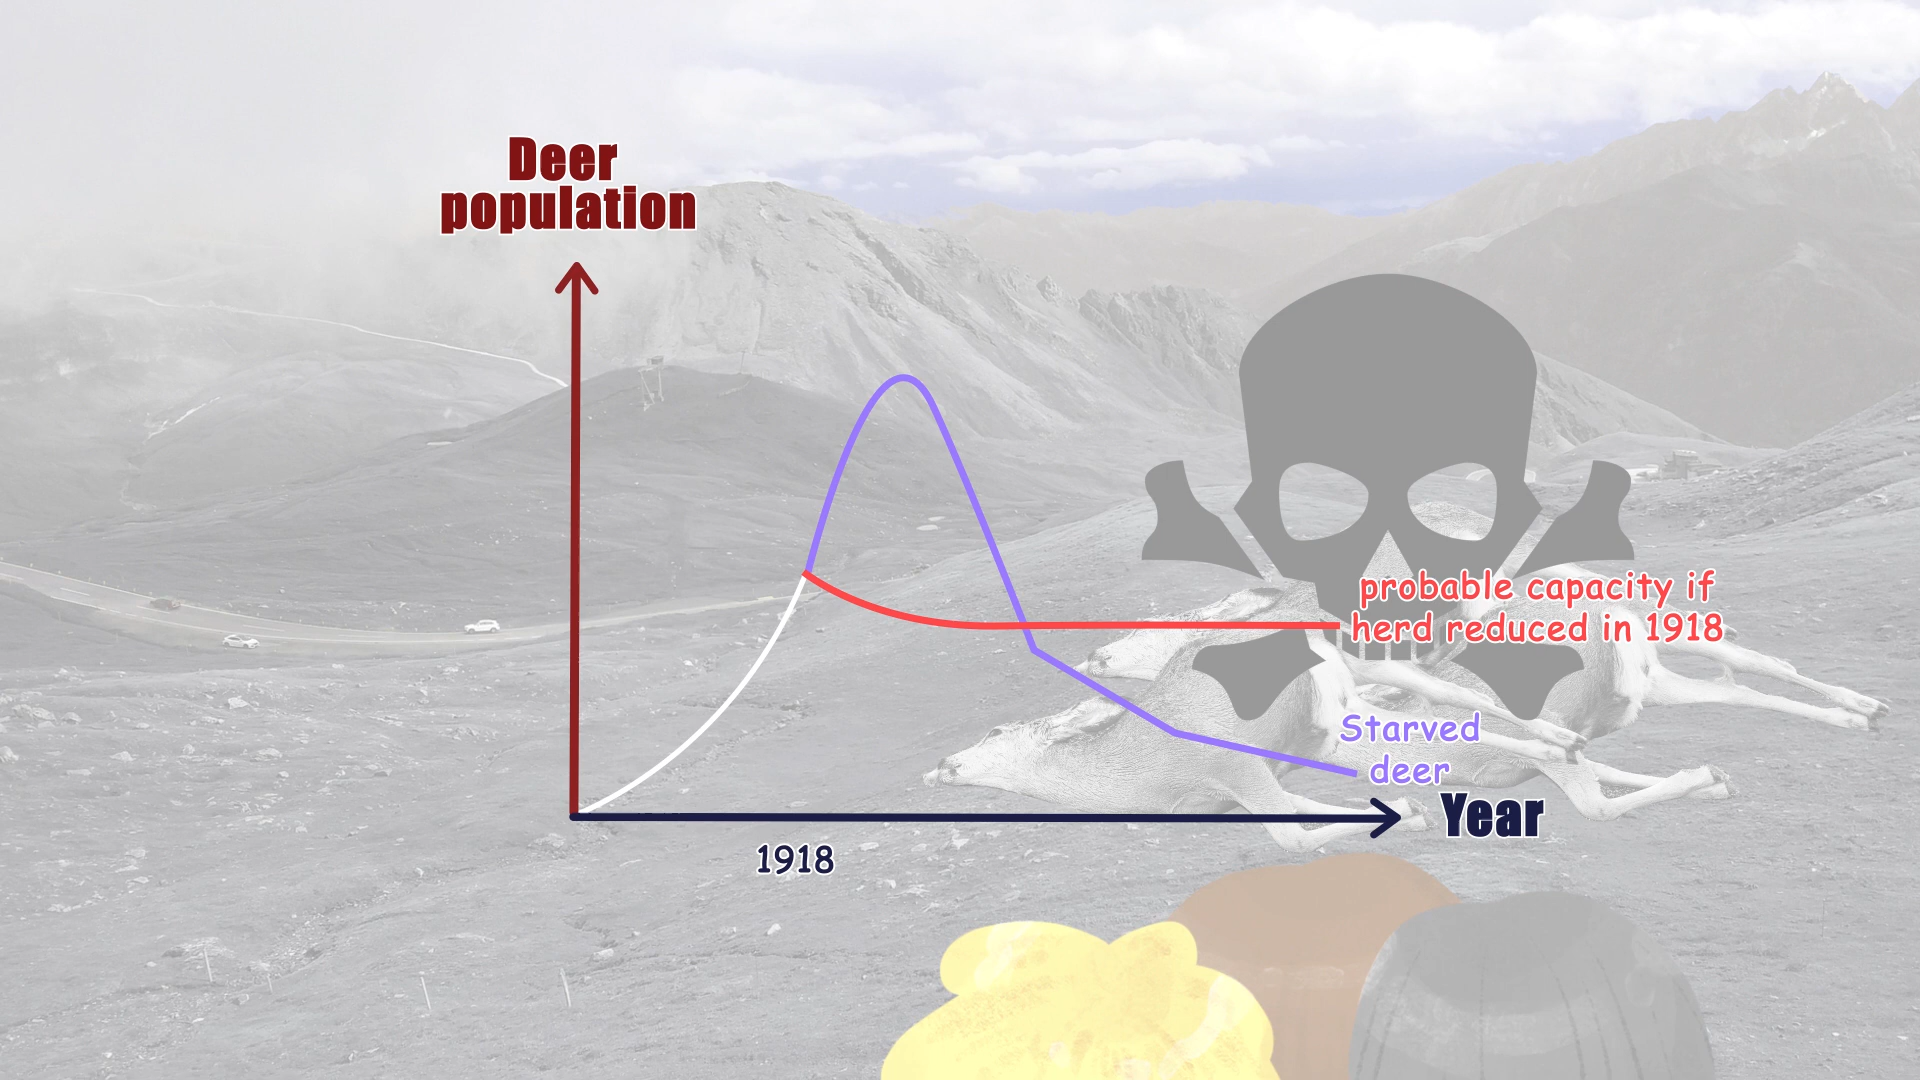 Deer
population
probable capacity if
herd reduced in 1918
Starved
deer
Year
1918